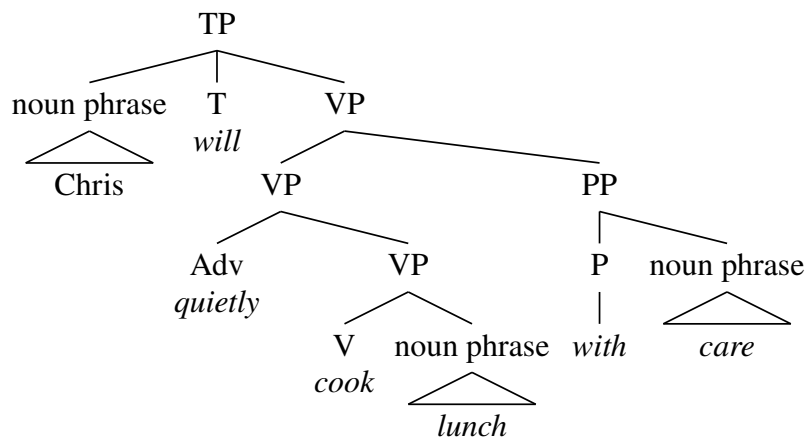 TP
noun phrase T VP
will
Chris VP PP
Adv VP P noun phrase
quietly
V noun phrase with care
cook
lunch